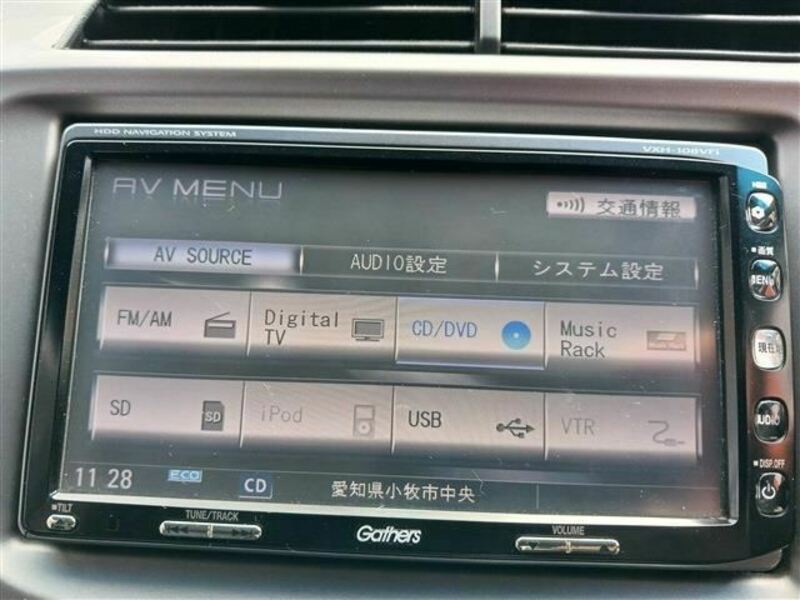 HDD NAVIGATION SYSTEM
VXH-108VFi
AV MENU
交通情報
AV SOURCE
AUDIO設定
システム設定
FM/AM
Digital TV
CD/DVD
Music Rack
SD
SD
iPod
USB
VTR
11 28
ECO
CD
愛知県小牧市中央
画質
MENU
AUDIO
DISP.OFF
TILT
TUNE/TRACK
Gathers
VOLUME